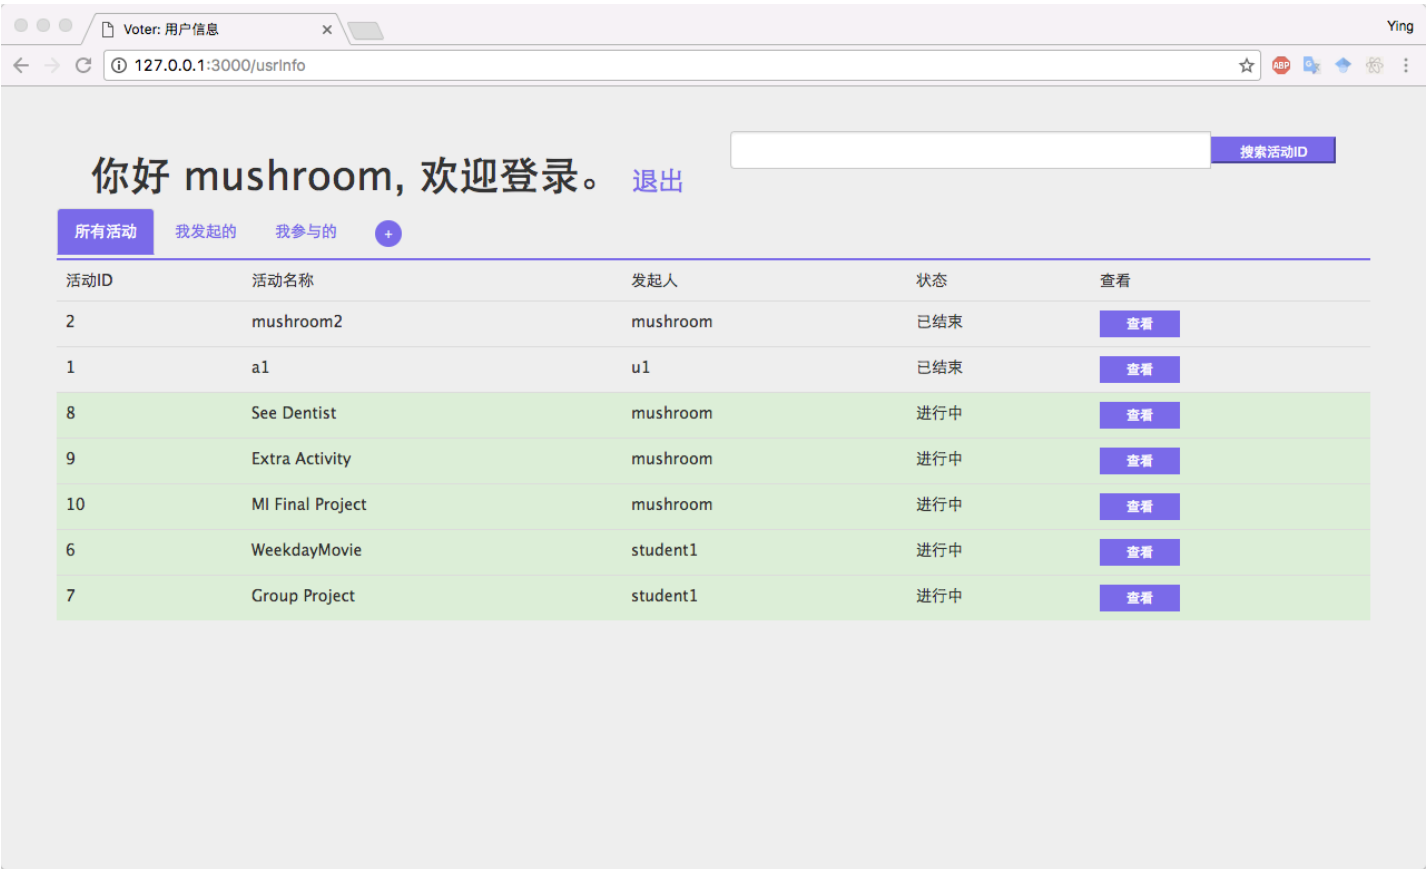 Voter: 用户信息
Ying
127.0.0.1:3000/usrInfo
ABP
搜索活动ID
你好 mushroom, 欢迎登录。 退出
所有活动 我发起的 我参与的 +
活动ID 活动名称 发起人 状态 查看
2 mushroom2 mushroom 已结束 查看
1 a1 u1 已结束 查看
8 See Dentist mushroom 进行中 查看
9 Extra Activity mushroom 进行中 查看
10 MI Final Project mushroom 进行中 查看
6 WeekdayMovie student1 进行中 查看
7 Group Project student1 进行中 查看